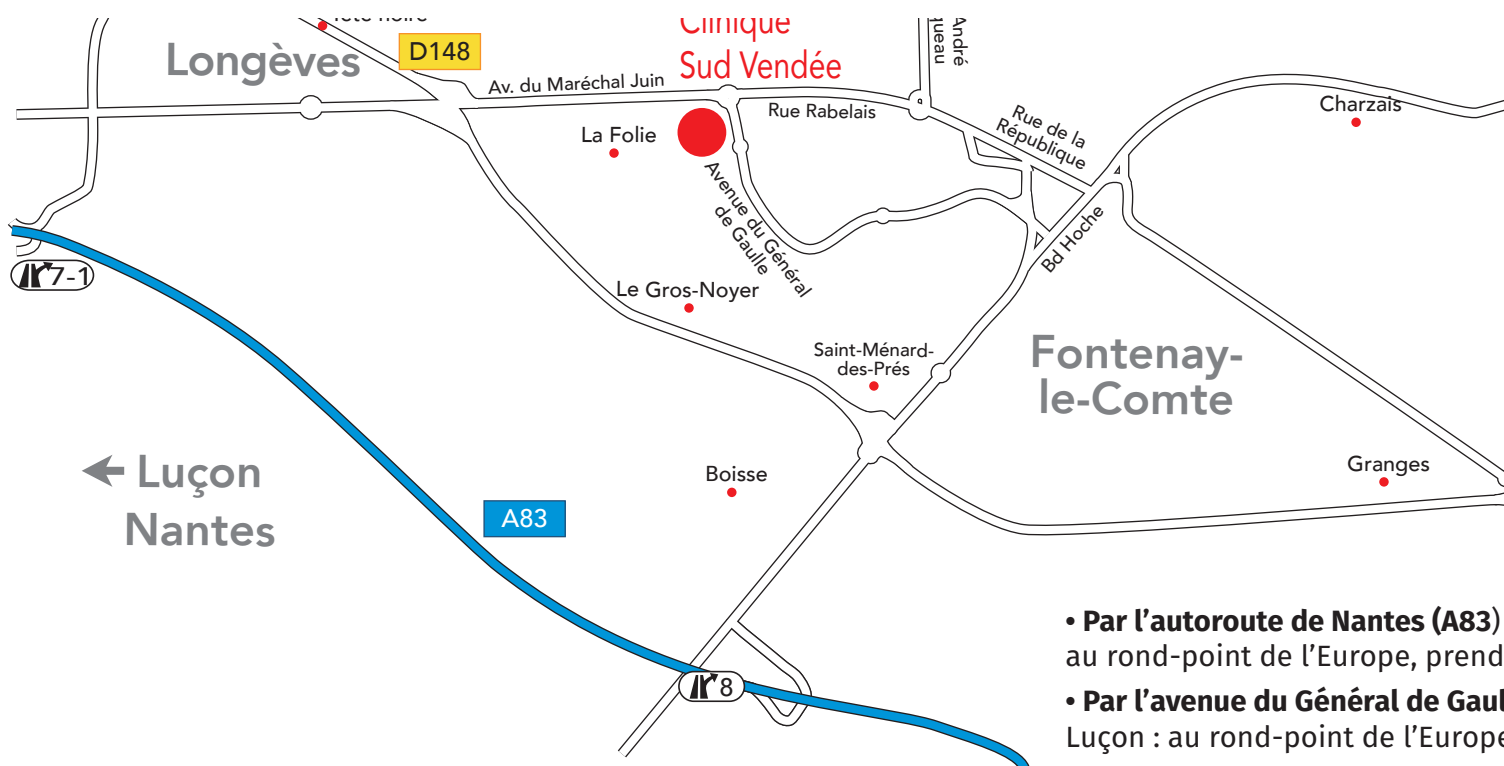 Clinique
Sud Vendée
André
Longèves
D148
Av. du Maréchal Juin
Rue Rabelais
Rue de la
République
Charzais
La Folie
Avenue du Général
de Gaulle
Bd Hoche
7-1
Le Gros-Noyer
Saint-Ménard-
des-Prés
Fontenay-
le-Comte
Luçon
Nantes
Boisse
Granges
A83
8
• Par l’autoroute de Nantes (A83)
au rond-point de l’Europe, prend
• Par l’avenue du Général de Gaul
Luçon : au rond-point de l’Europe